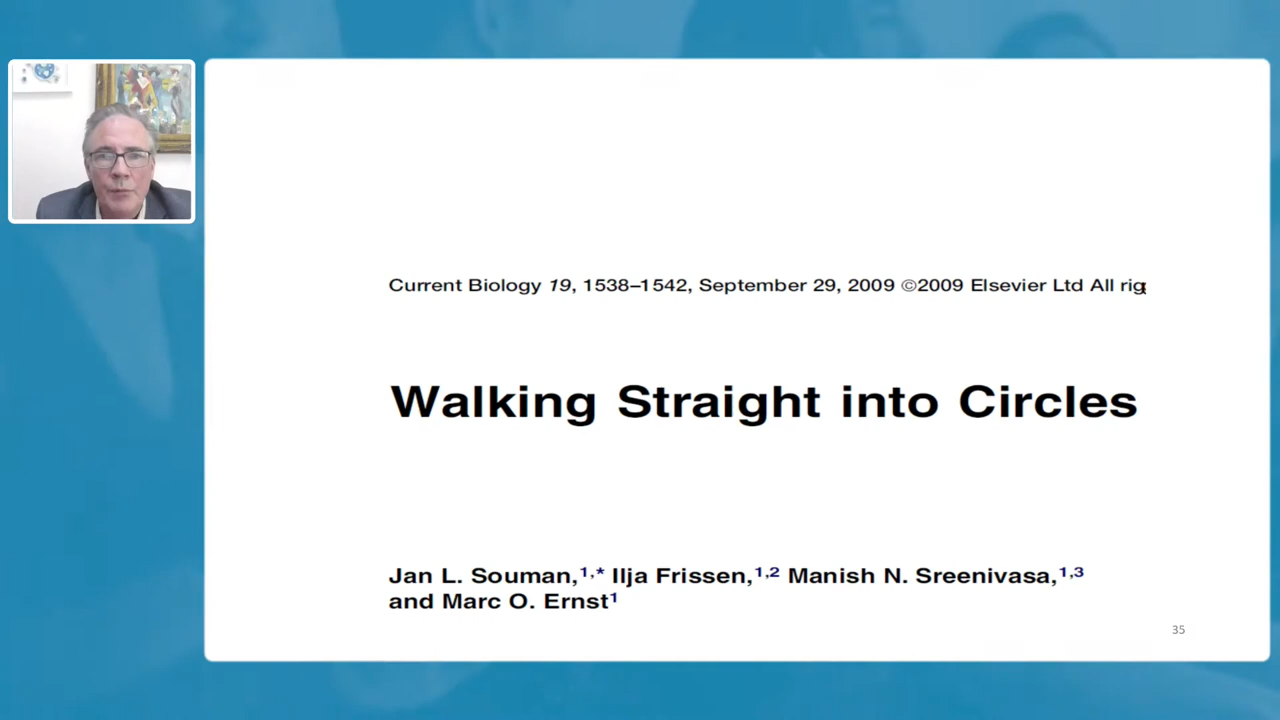 Current Biology 19, 1538–1542, September 29, 2009 ©2009 Elsevier Ltd All rig
Walking Straight into Circles
Jan L. Souman,1,* Ilja Frissen,1,2 Manish N. Sreenivasa,1,3
and Marc O. Ernst1
35